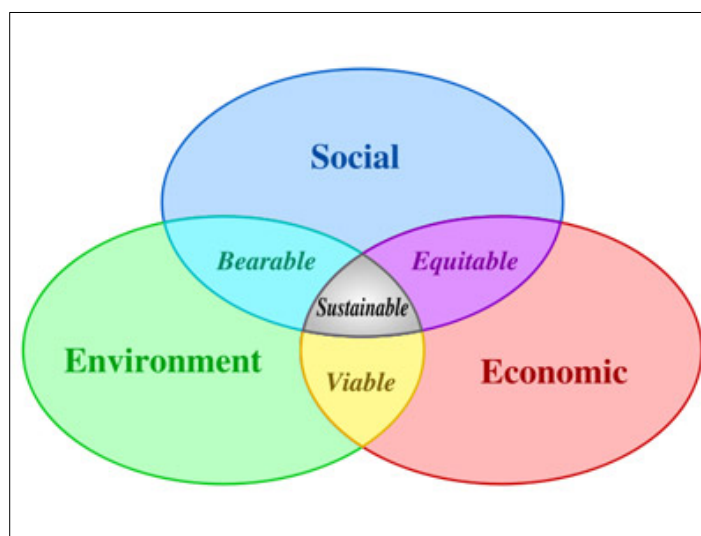 Social
Bearable
Equitable
Sustainable
Environment
Viable
Economic